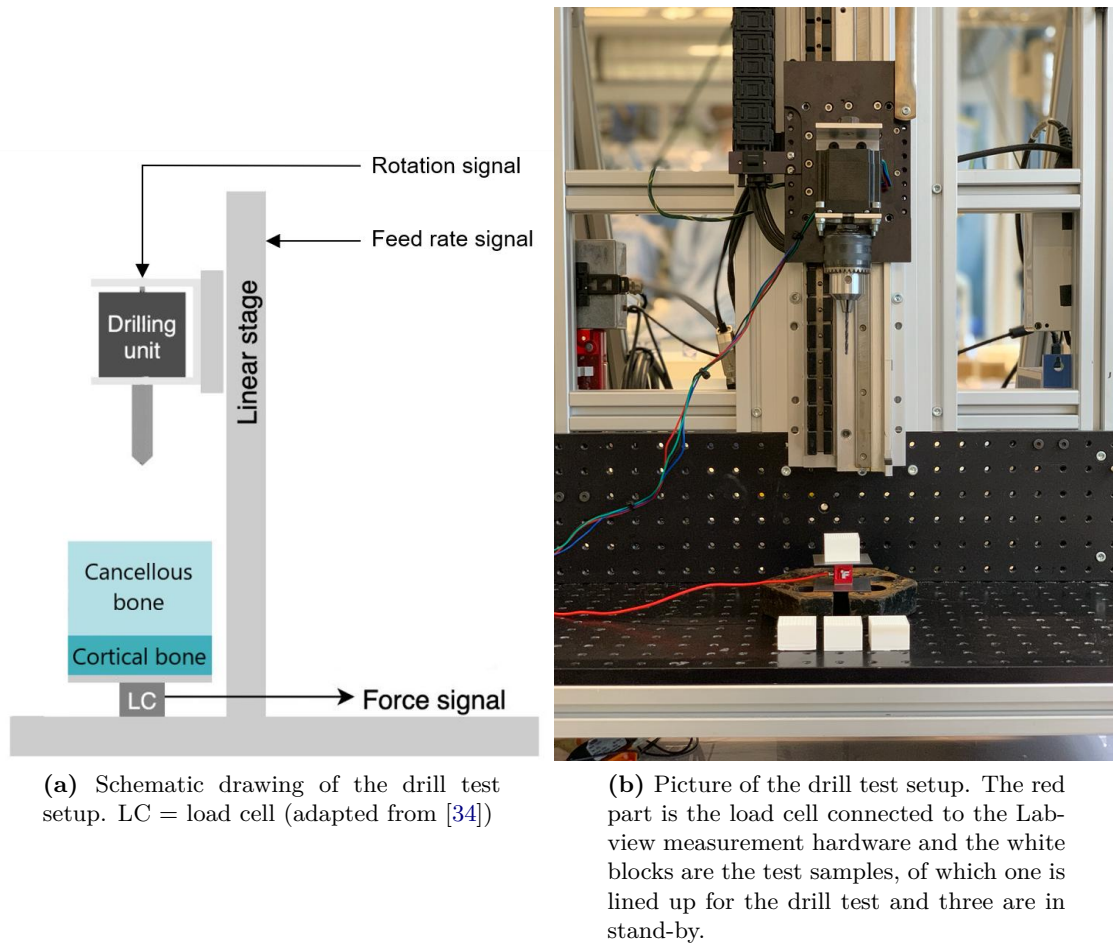 Rotation signal
Feed rate signal
Linear stage
Drilling
unit
Cancellous
bone
Cortical bone
LC
Force signal
(a) Schematic drawing of the drill test
setup. LC = load cell (adapted from [34])
(b) Picture of the drill test setup. The red
part is the load cell connected to the Lab-
view measurement hardware and the white
blocks are the test samples, of which one is
lined up for the drill test and three are in
stand-by.